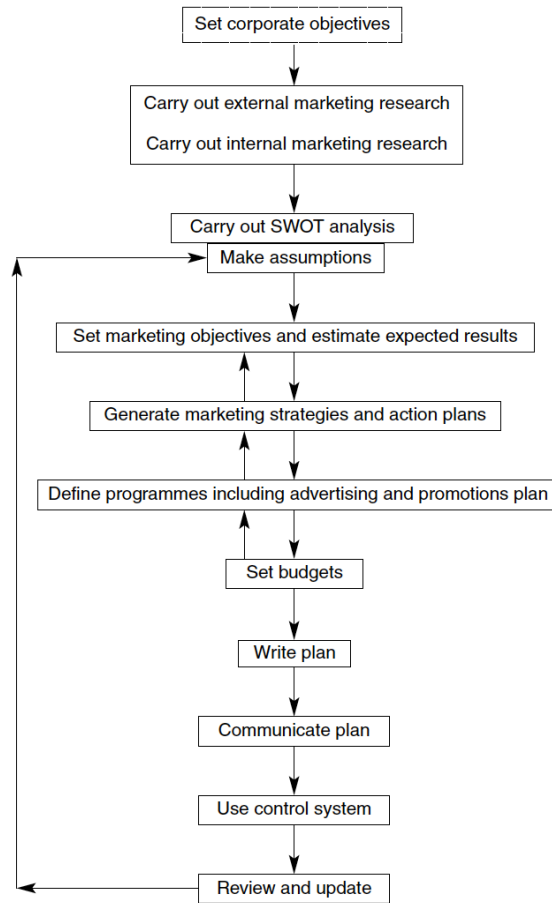 Set corporate objectives
Carry out external marketing research
Carry out internal marketing research
Carry out SWOT analysis
Make assumptions
Set marketing objectives and estimate expected results
Generate marketing strategies and action plans
Define programmes including advertising and promotions plan
Set budgets
Write plan
Communicate plan
Use control system
Review and update